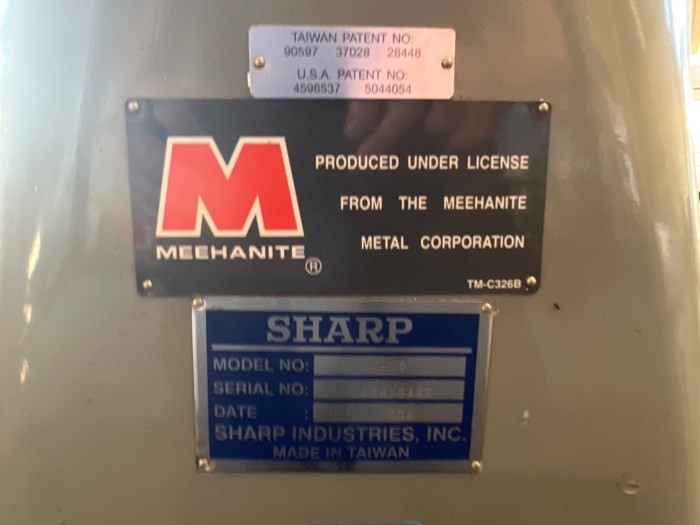 TAIWAN PATENT NO:
90597 37028 28448
U.S.A. PATENT NO:
4596537 5044054
M
MEEHANITE ®
PRODUCED UNDER LICENSE
FROM THE MEEHANITE
METAL CORPORATION
TM-C326B
SHARP
MODEL NO:
SERIAL NO:
DATE :
SHARP INDUSTRIES, INC.
MADE IN TAIWAN